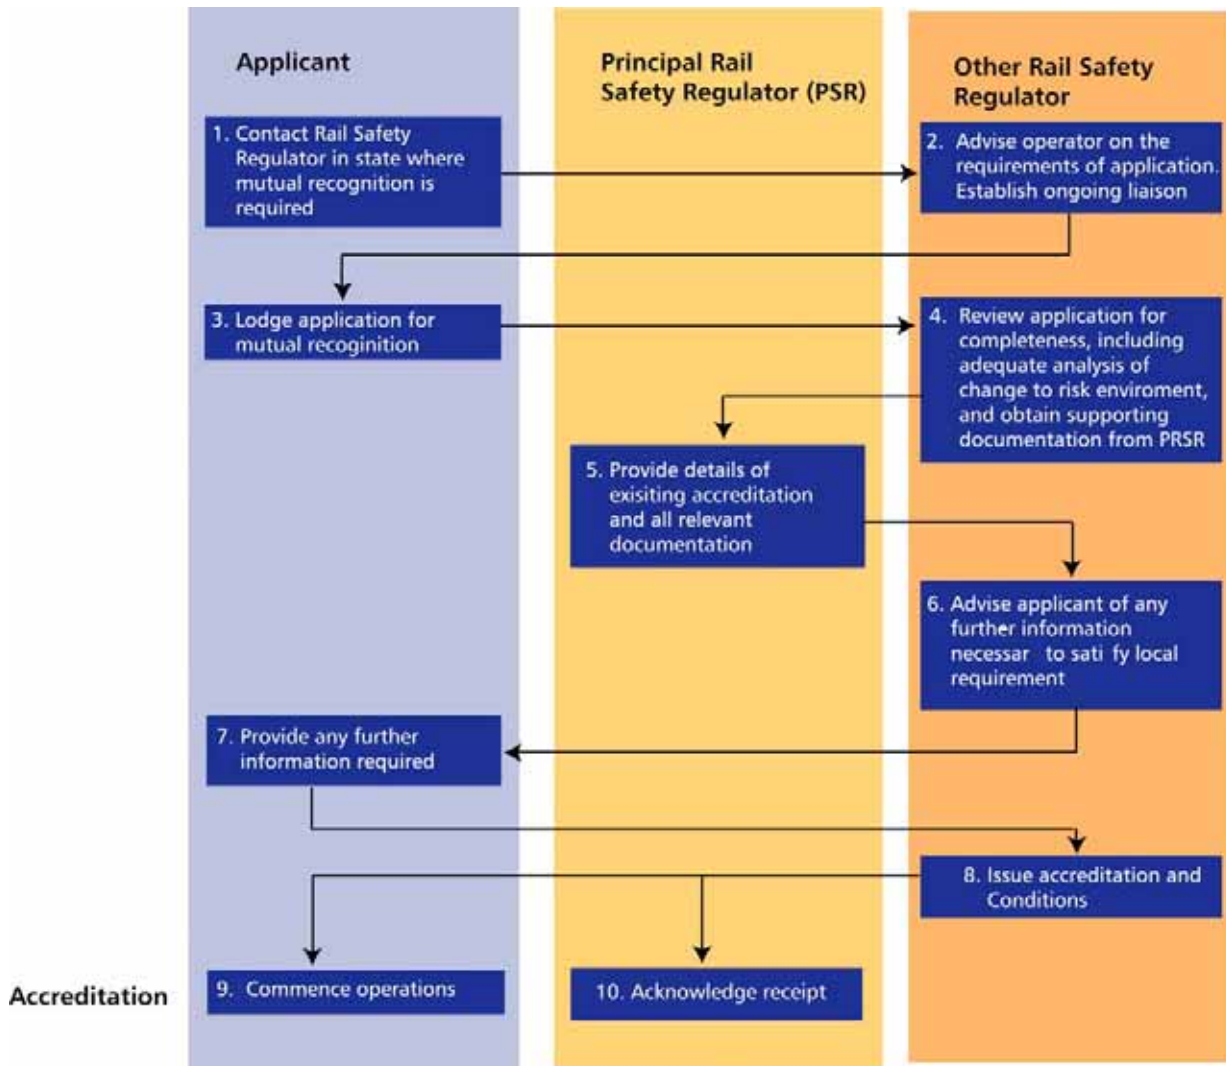 Applicant
Principal Rail
Safety Regulator (PSR)
Other Rail Safety
Regulator
1. Contact Rail Safety
Regulator in state where
mutual recognition is
required
2. Advise operator on the
requirements of application.
Establish ongoing liaison
3. Lodge application for
mutual recoginition
4. Review application for
completeness, including
adequate analysis of
change to risk enviroment,
and obtain supporting
documentation from PRSR
5. Provide details of
exisiting accreditation
and all relevant
documentation
6. Advise applicant of any
further information
necessar to sati fy local
requirement
7. Provide any further
information required
8. Issue accreditation and
Conditions
Accreditation
9. Commence operations
10. Acknowledge receipt